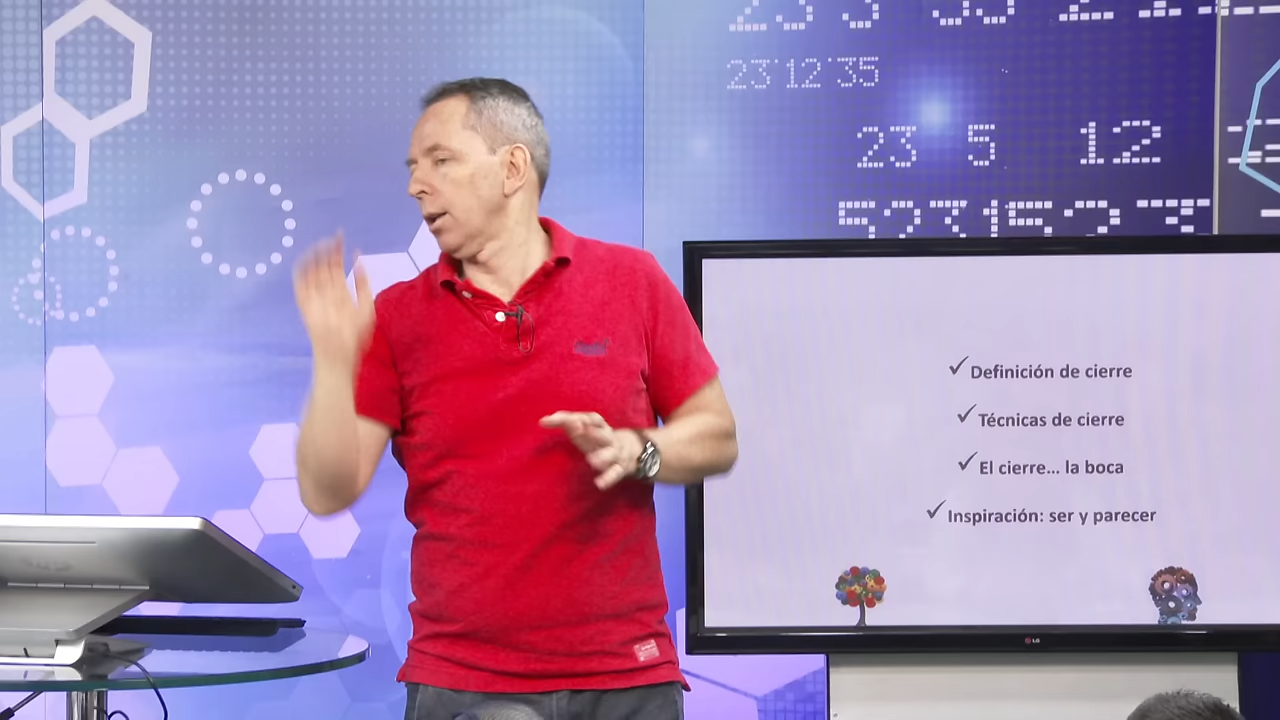 23 12 35
23 5 12
✓ Definición de cierre
✓ Técnicas de cierre
✓ El cierre... la boca
✓ Inspiración: ser y parecer
LG